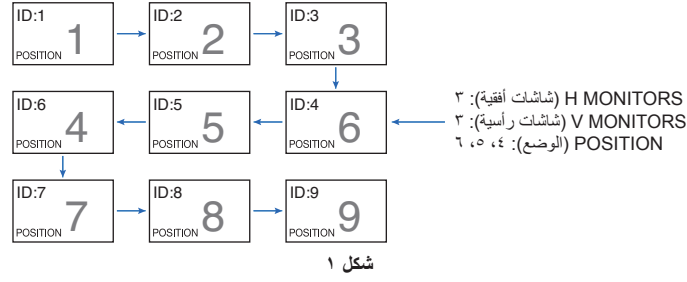 ID:1
POSITION 1
ID:2
POSITION 2
ID:3
POSITION 3
ID:6
POSITION 4
ID:5
POSITION 5
ID:4
POSITION 6
H MONITORS (شاشات أفقية): ٣
V MONITORS (شاشات رأسية): ٣
POSITION (الوضع): ٤، ٥، ٦
ID:7
POSITION 7
ID:8
POSITION 8
ID:9
POSITION 9
شكل ١